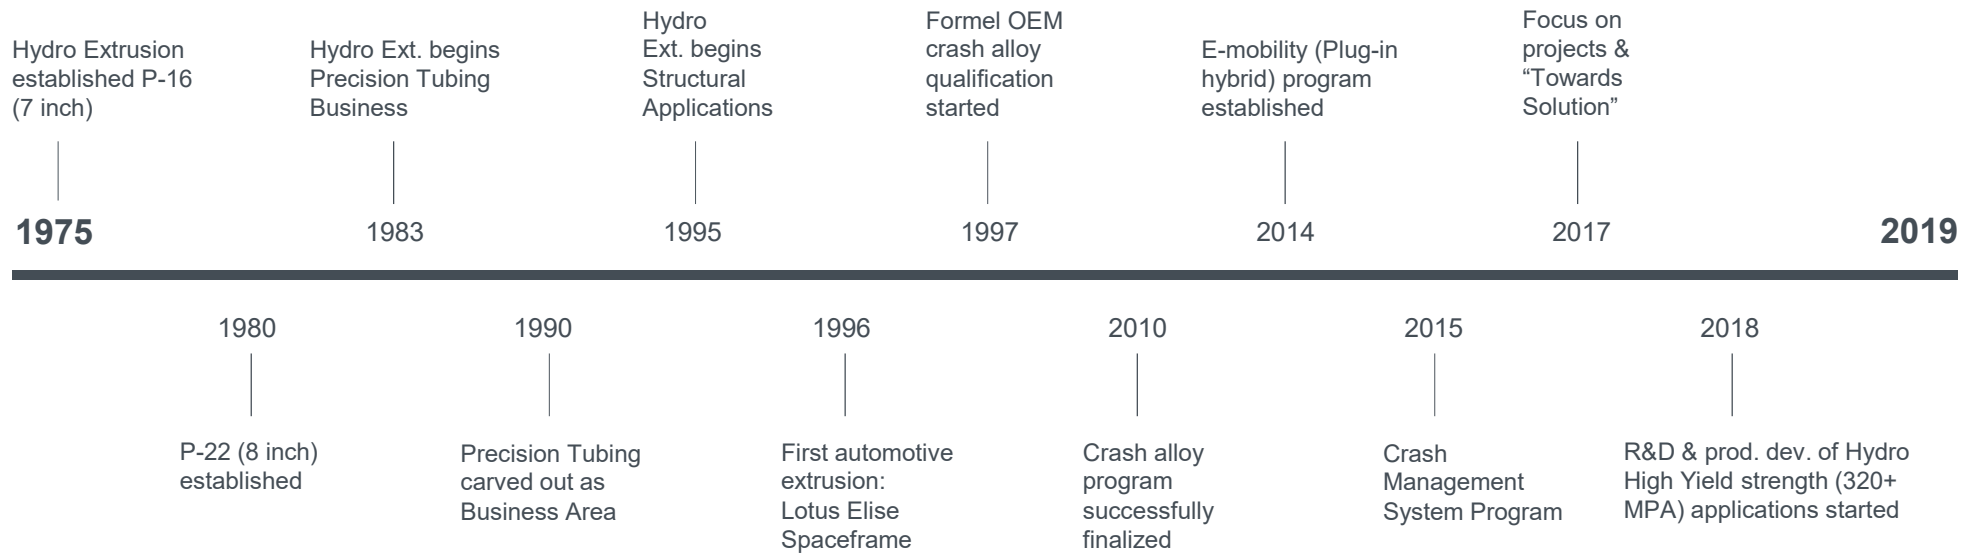 Hydro Extrusion
established P-16
(7 inch)
Hydro Ext. begins
Precision Tubing
Business
Hydro
Ext. begins
Structural
Applications
Formel OEM
crash alloy
qualification
started
E-mobility (Plug-in
hybrid) program
established
Focus on
projects &
“Towards
Solution”
1975
1983
1995
1997
2014
2017
2019
1980
1990
1996
2010
2015
2018
P-22 (8 inch)
established
Precision Tubing
carved out as
Business Area
First automotive
extrusion:
Lotus Elise
Spaceframe
Crash alloy
program
successfully
finalized
Crash
Management
System Program
R&D & prod. dev. of Hydro
High Yield strength (320+
MPA) applications started